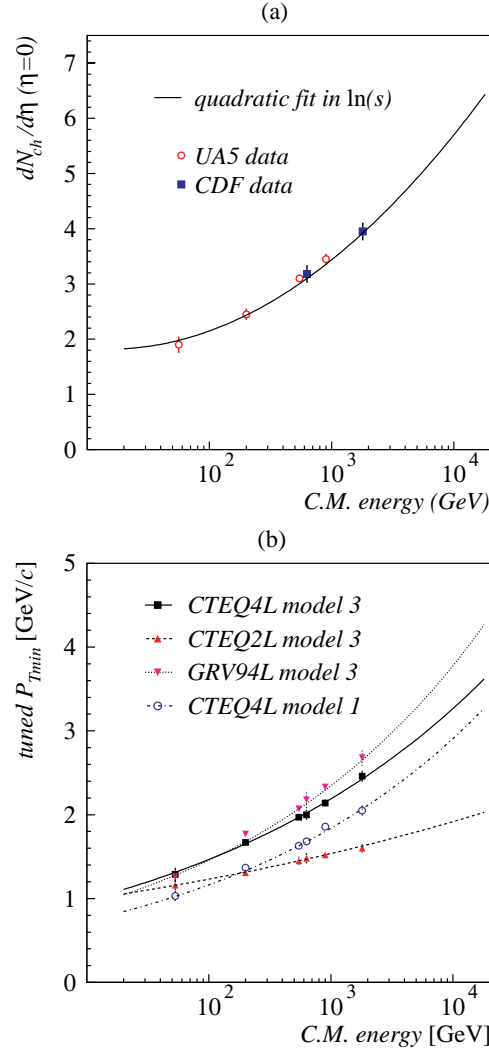 (a)
dN_ch/dη (η=0)
7
6
5
4
3
2
1
0
quadratic fit in ln(s)
UA5 data
CDF data
10^2
10^3
10^4
C.M. energy (GeV)
(b)
tuned P_Tmin [GeV/c]
5
4
3
2
1
0
CTEQ4L model 3
CTEQ2L model 3
GRV94L model 3
CTEQ4L model 1
10^2
10^3
10^4
C.M. energy [GeV]